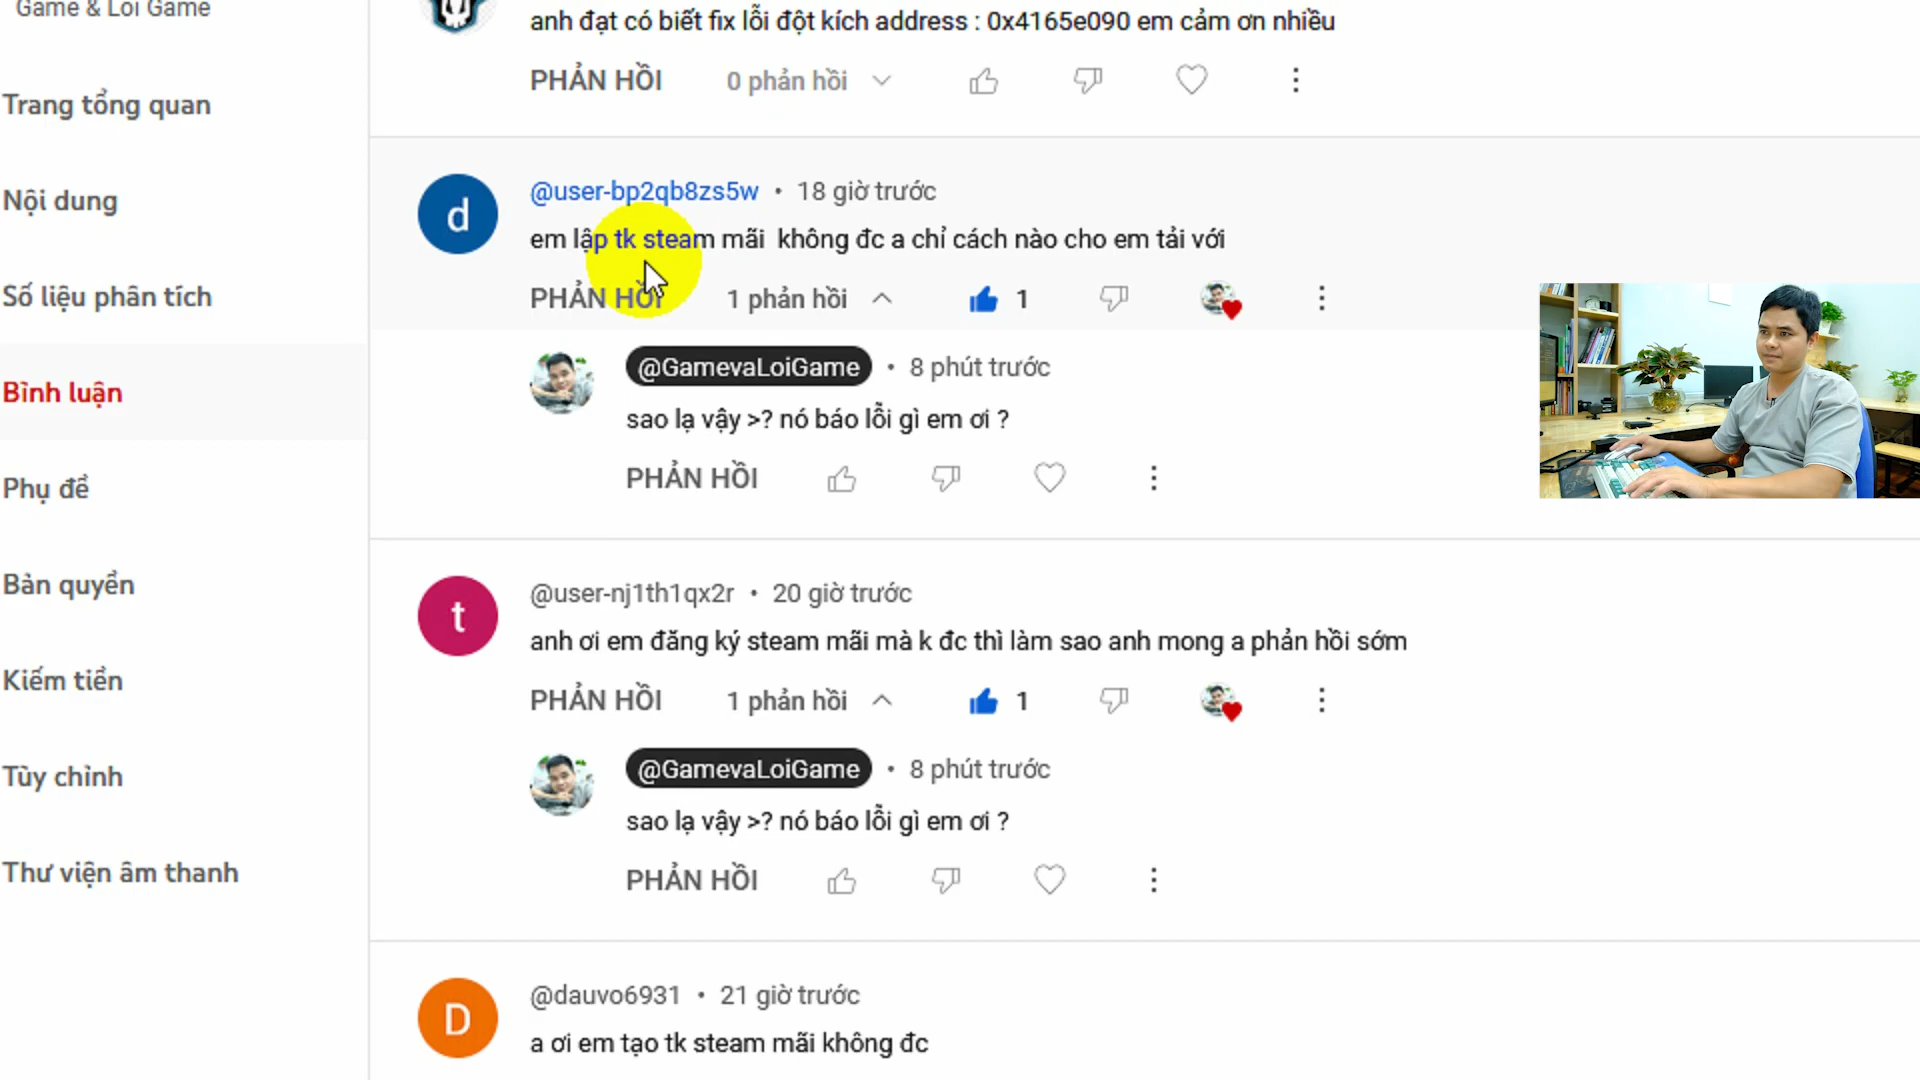 Game & Loi Game
Trang tổng quan
Nội dung
Số liệu phân tích
Bình luận
Phụ đề
Bản quyền
Kiếm tiền
Tùy chỉnh
Thư viện âm thanh
anh đạt có biết fix lỗi đột kích address : 0x4165e090 em cảm ơn nhiều
PHẢN HỒI 0 phản hồi
d
@user-bp2qb8zs5w • 18 giờ trước
em lập tk steam mãi không đc a chỉ cách nào cho em tải với
PHẢN HỒI 1 phản hồi 1
@GamevaLoiGame • 8 phút trước
sao lạ vậy >? nó báo lỗi gì em ơi ?
PHẢN HỒI
t
@user-nj1th1qx2r • 20 giờ trước
anh ơi em đăng ký steam mãi mà k đc thì làm sao anh mong a phản hồi sớm
PHẢN HỒI 1 phản hồi 1
@GamevaLoiGame • 8 phút trước
sao lạ vậy >? nó báo lỗi gì em ơi ?
PHẢN HỒI
D
@dauvo6931 • 21 giờ trước
a ơi em tạo tk steam mãi không đc